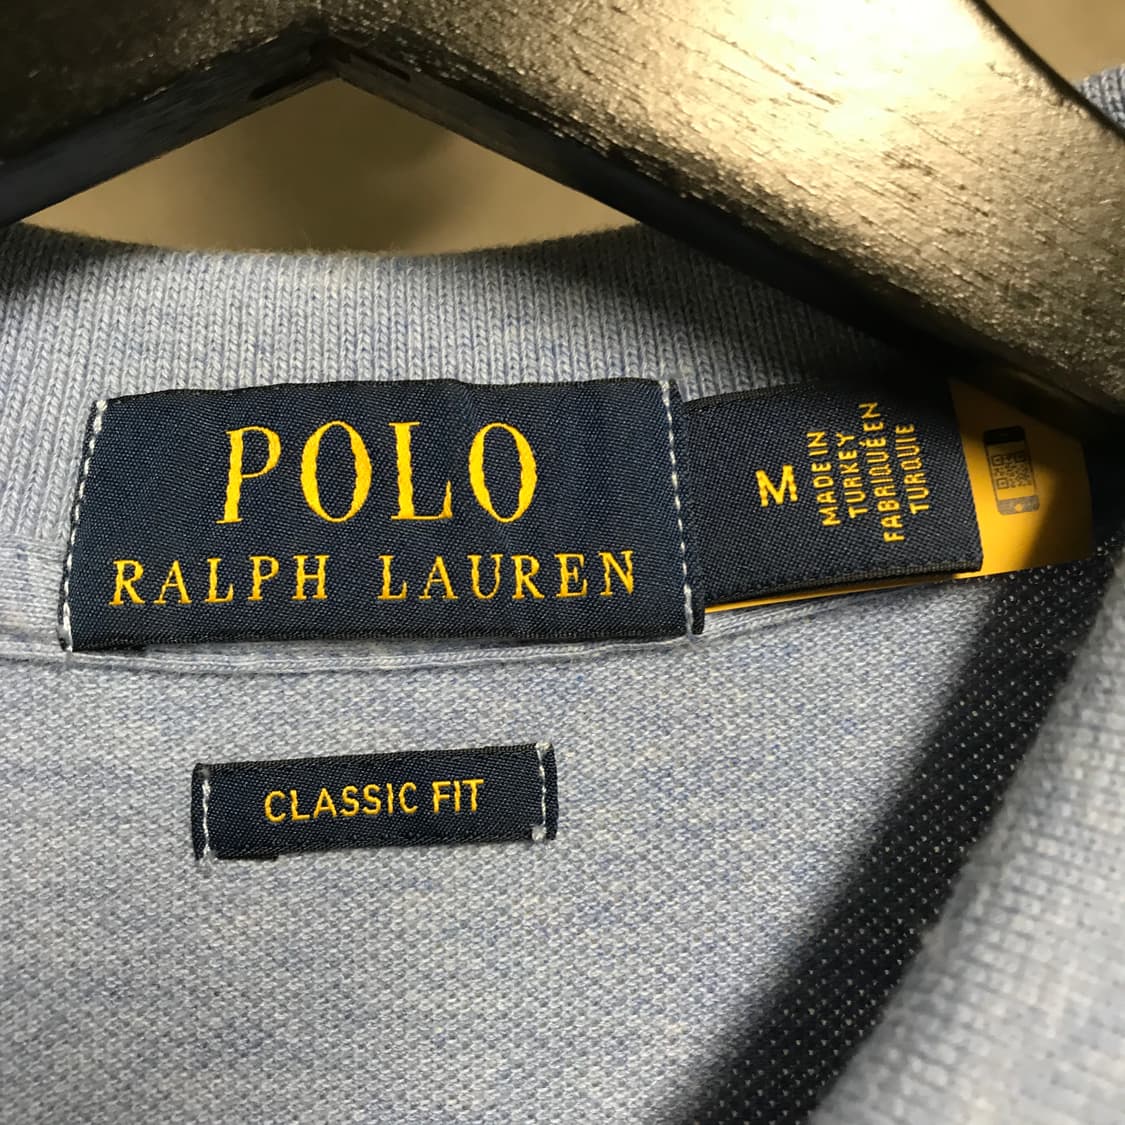 POLO
RALPH LAUREN
M
MADE IN
TURKEY
FABRIQUÉ EN
TURQUIE
CLASSIC FIT